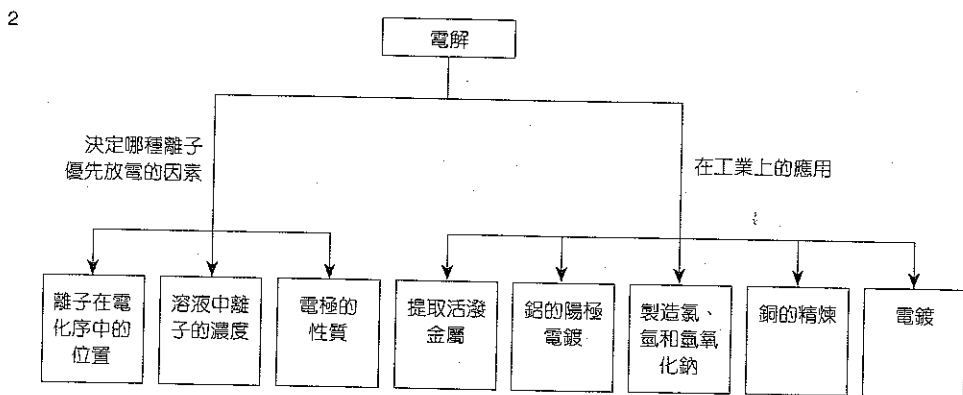 2
電解
決定哪種離子
優先放電的因素
在工業上的應用
離子在電
化序中的
位置
溶液中離
子的濃度
電極的
性質
提取活潑
金屬
鋁的陽極
電鍍
製造氯、
氫和氫氧
化鈉
銅的精煉
電鍍